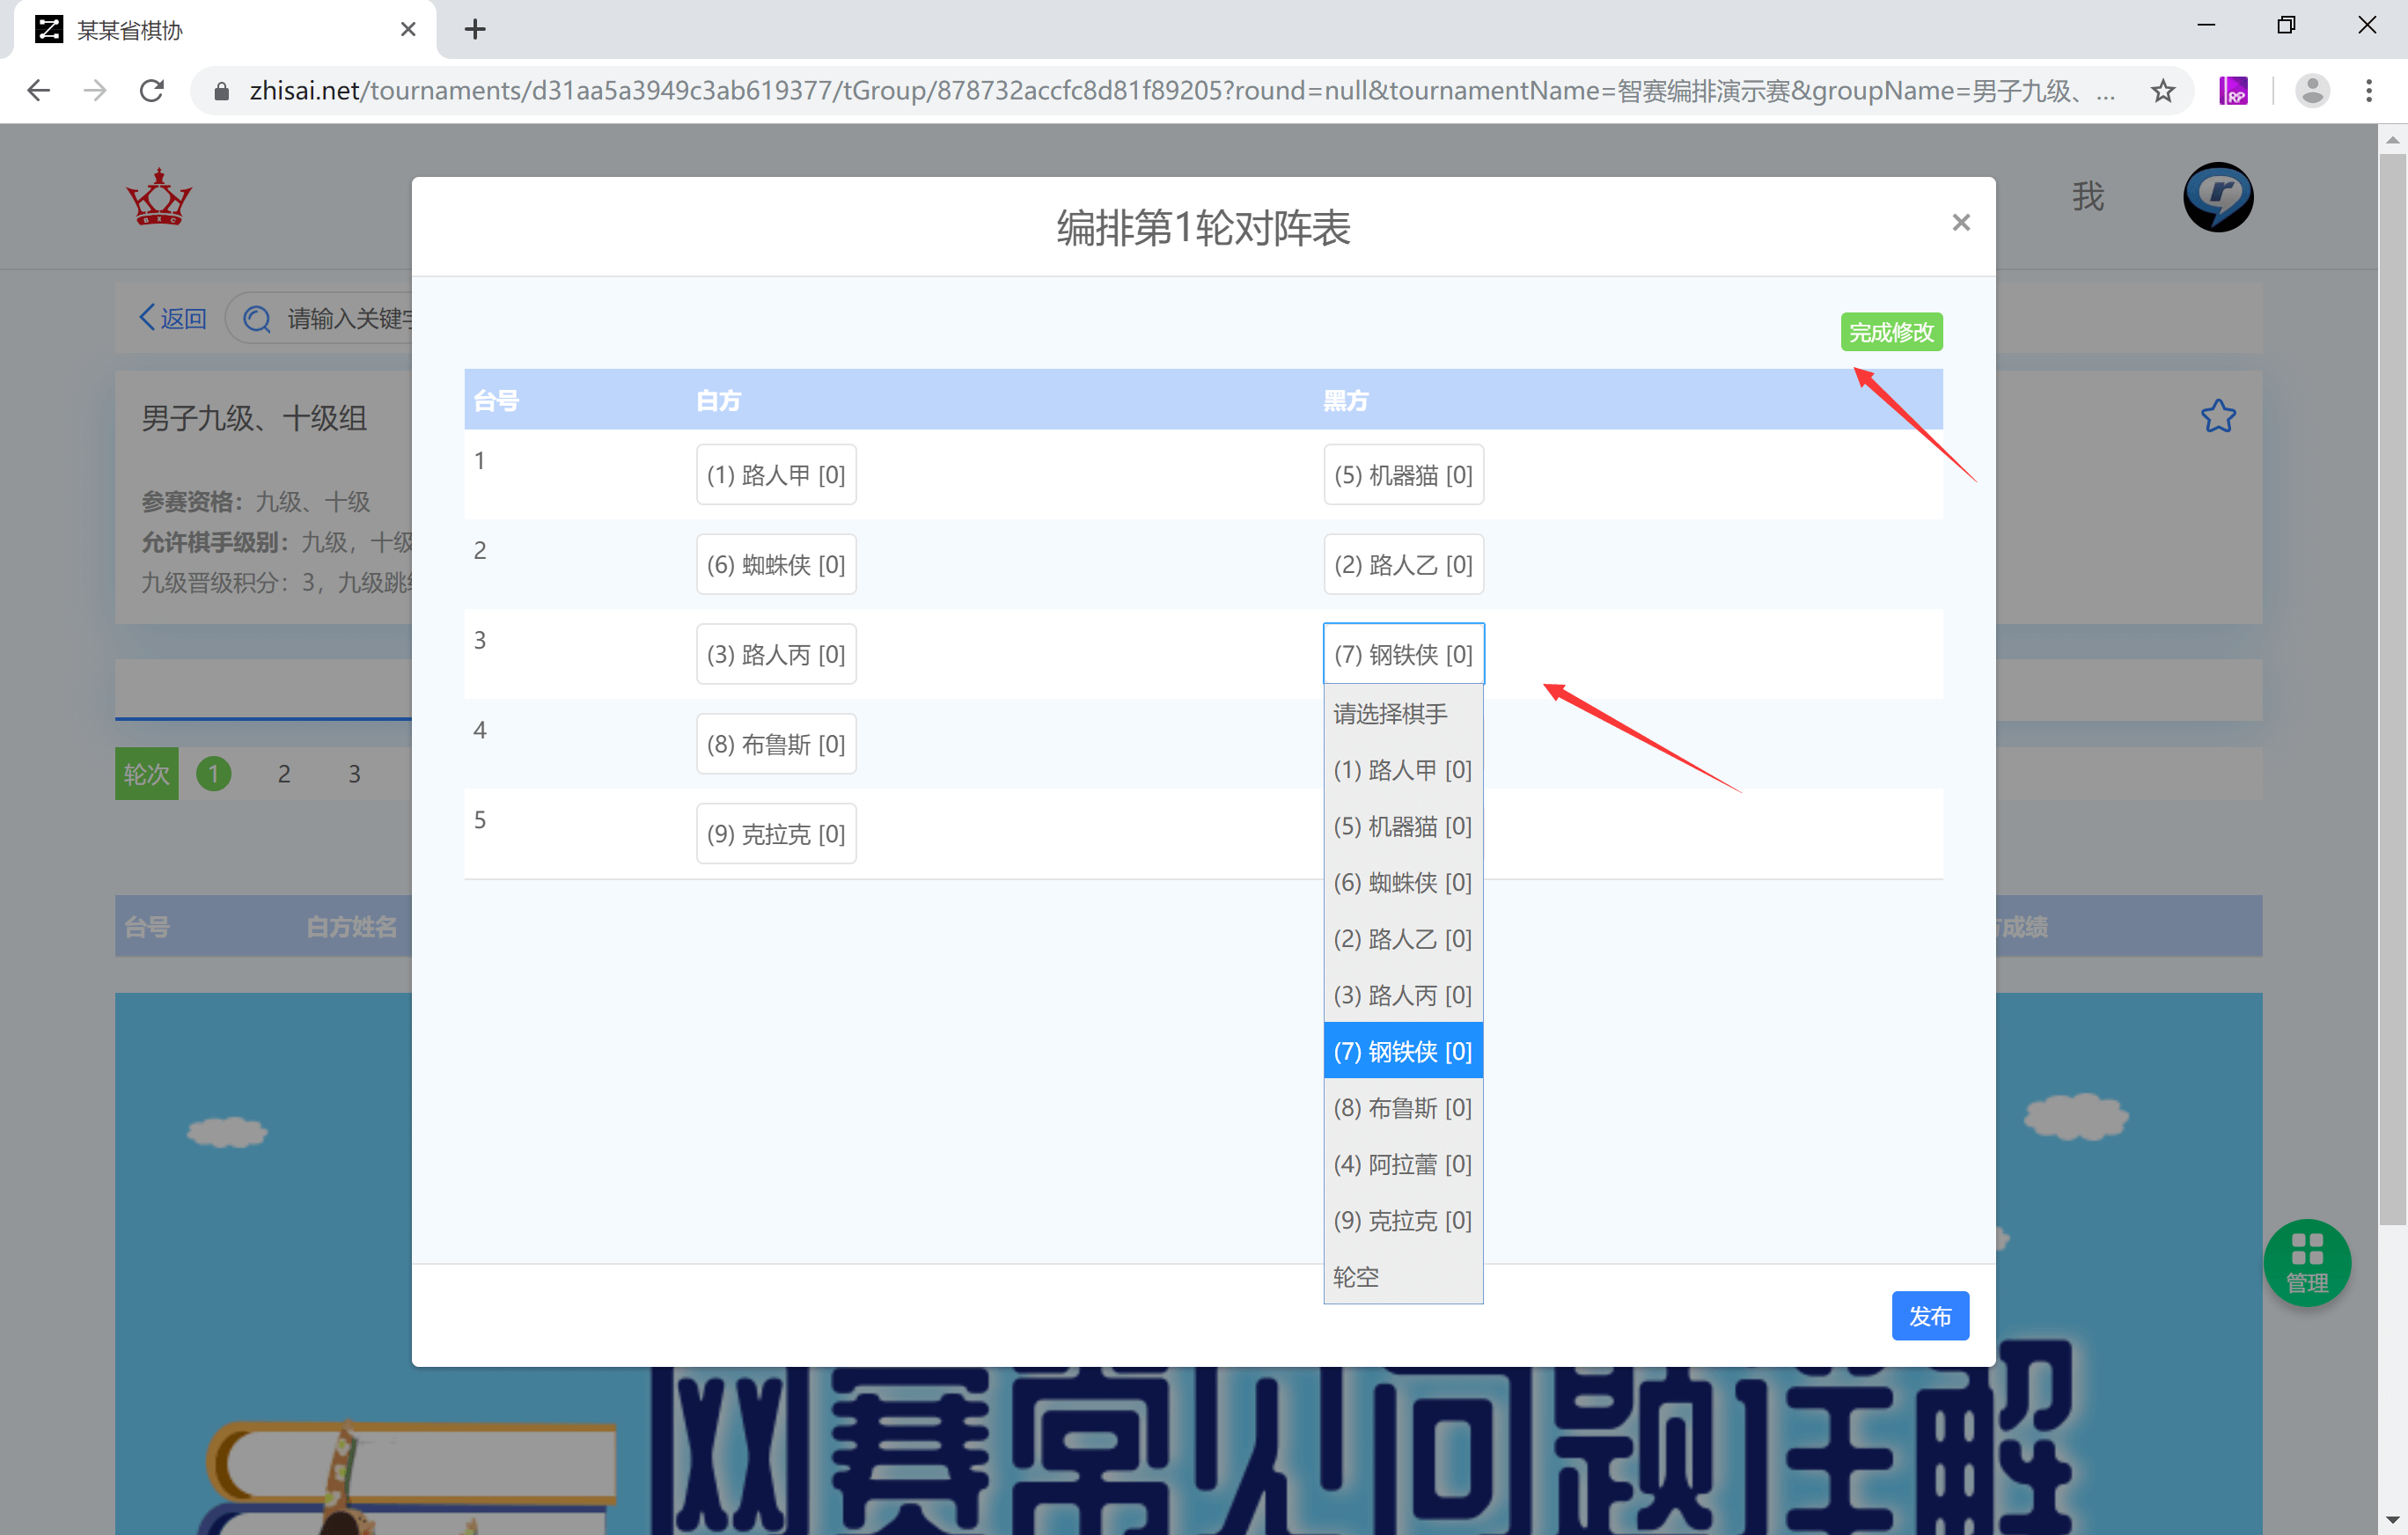 某某省棋协
zhisai.net/tournaments/d31aa5a3949c3ab619377/tGroup/878732accfc8d81f89205?round=null&tournamentName=智赛编排演示赛&groupName=男子九级、...
RP
我
编排第1轮对阵表
返回
请输入关键字
完成修改
台号 白方 黑方
1 (1) 路人甲 [0] (5) 机器猫 [0]
2 (6) 蜘蛛侠 [0] (2) 路人乙 [0]
3 (3) 路人丙 [0] (7) 钢铁侠 [0]
4 (8) 布鲁斯 [0]
5 (9) 克拉克 [0]
请选择棋手
(1) 路人甲 [0]
(5) 机器猫 [0]
(6) 蜘蛛侠 [0]
(2) 路人乙 [0]
(3) 路人丙 [0]
(7) 钢铁侠 [0]
(8) 布鲁斯 [0]
(4) 阿拉蕾 [0]
(9) 克拉克 [0]
轮空
发布
男子九级、十级组
参赛资格：九级、十级
允许棋手级别：九级，十级
九级晋级积分：3，九级跳级
轮次 1 2 3
台号 白方姓名 方成绩
管理
网赛常见问题详解